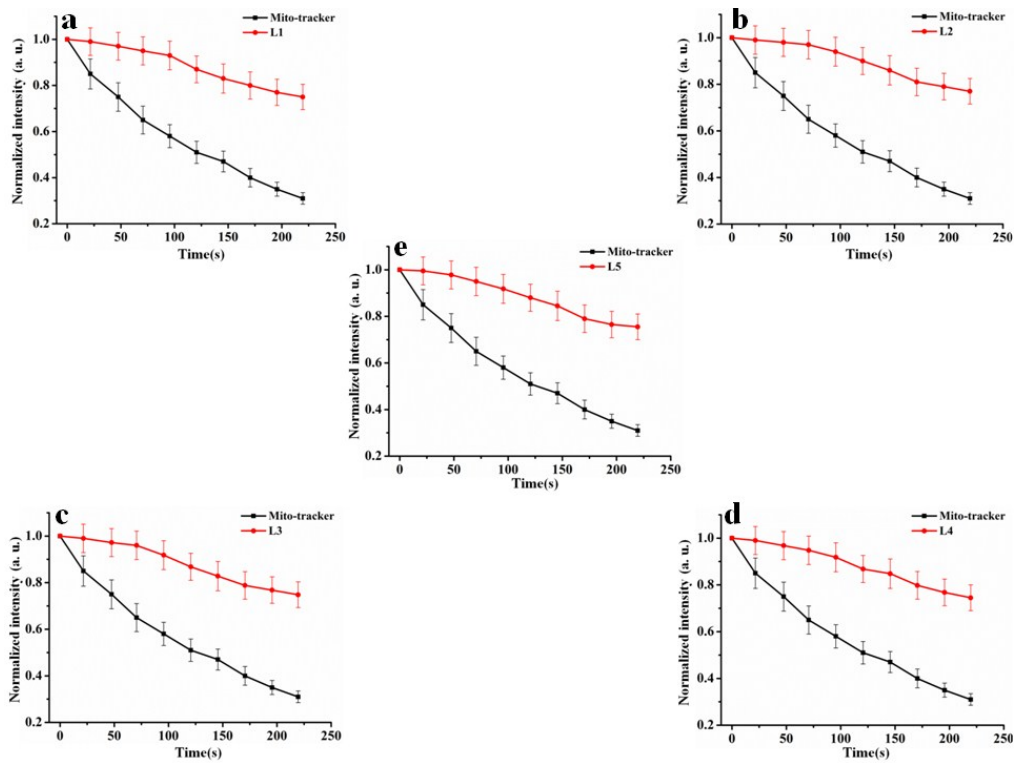 a
Mito-tracker
L1
Normalized intensity (a. u.)
1.0
0.8
0.6
0.4
0.2
0 50 100 150 200 250
Time(s)
b
Mito-tracker
L2
Normalized intensity (a. u.)
1.0
0.8
0.6
0.4
0.2
0 50 100 150 200 250
Time(s)
e
Mito-tracker
L5
Normalized intensity (a. u.)
1.0
0.8
0.6
0.4
0.2
0 50 100 150 200 250
Time(s)
c
Mito-tracker
L3
Normalized intensity (a. u.)
1.0
0.8
0.6
0.4
0.2
0 50 100 150 200 250
Time(s)
d
Mito-tracker
L4
Normalized intensity (a. u.)
1.0
0.8
0.6
0.4
0.2
0 50 100 150 200 250
Time(s)